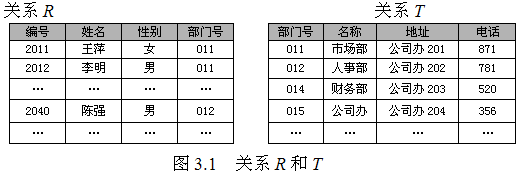 关系 R 关系 T
编号 姓名 性别 部门号 部门号 名称 地址 电话
2011 王萍 女 011 011 市场部 公司办 201 871
2012 李明 男 011 012 人事部 公司办 202 781
… … … … 014 财务部 公司办 203 520
2040 陈强 男 012 015 公司办 公司办 204 356
… … … … … … … …
图 3.1 关系 R 和 T